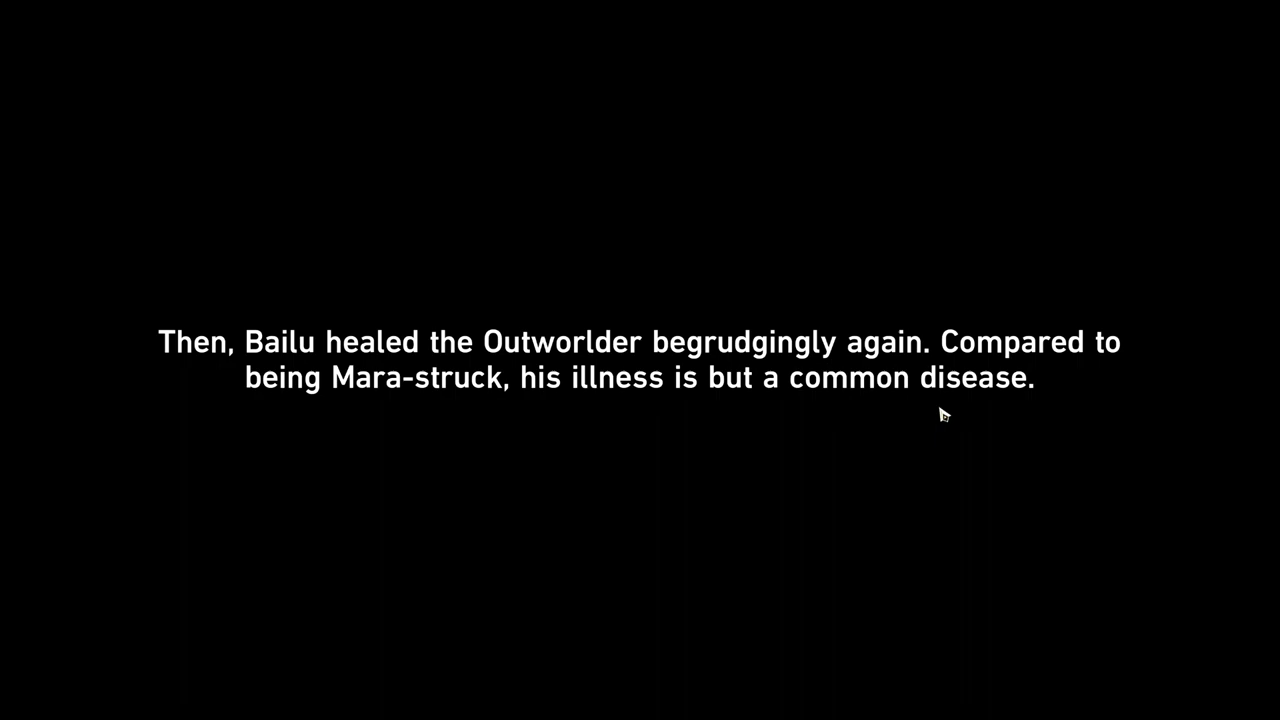 Then, Bailu healed the Outworlder begrudgingly again. Compared to
being Mara-struck, his illness is but a common disease.